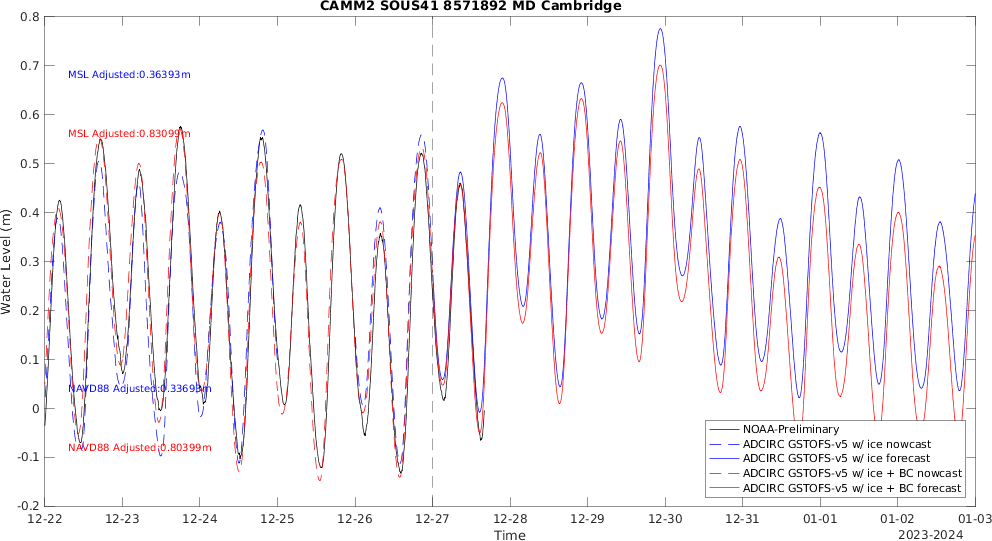 CAMM2 SOUS41 8571892 MD Cambridge
0.8
0.7
0.6
0.5
0.4
0.3
0.2
0.1
0
-0.1
-0.2
Water Level (m)
MSL Adjusted:0.36393m
MSL Adjusted:0.83099m
NAVD88 Adjusted:0.33693m
NAVD88 Adjusted:0.80399m
NOAA-Preliminary
ADCIRC GSTOFS-v5 w/ ice nowcast
ADCIRC GSTOFS-v5 w/ ice forecast
ADCIRC GSTOFS-v5 w/ ice + BC nowcast
ADCIRC GSTOFS-v5 w/ ice + BC forecast
12-22 12-23 12-24 12-25 12-26 12-27 12-28 12-29 12-30 12-31 01-01 01-02 01-03
Time
2023-2024